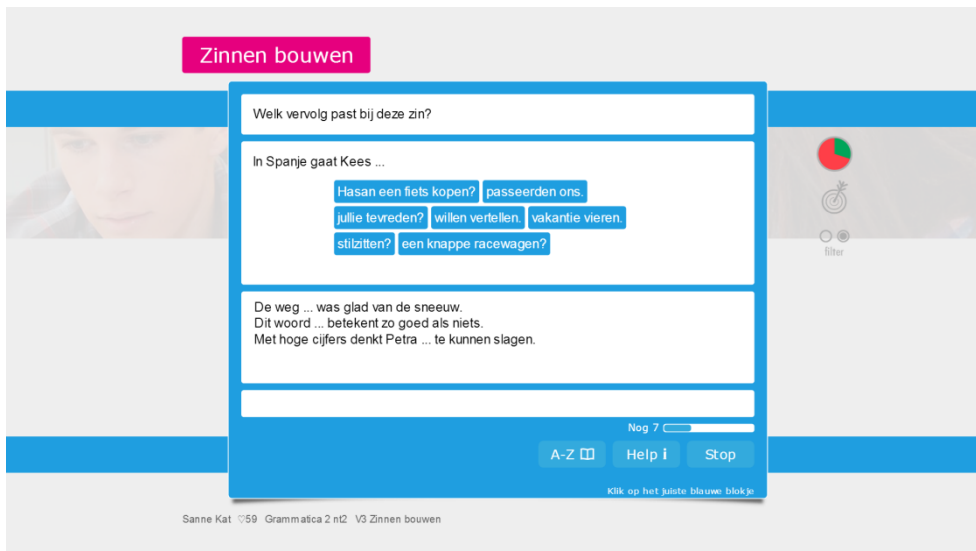 Zinnen bouwen
Welk vervolg past bij deze zin?
In Spanje gaat Kees ...
Hasan een fiets kopen? passeerden ons.
jullie tevreden? willen vertellen. vakantie vieren.
stilzitten? een knappe racewagen?
filter
De weg ... was glad van de sneeuw.
Dit woord ... betekent zo goed als niets.
Met hoge cijfers denkt Petra ... te kunnen slagen.
Nog 7
A-Z Help i Stop
Klik op het juiste blauwe blokje
Sanne Kat ♡59 Grammatica 2 nt2 V3 Zinnen bouwen